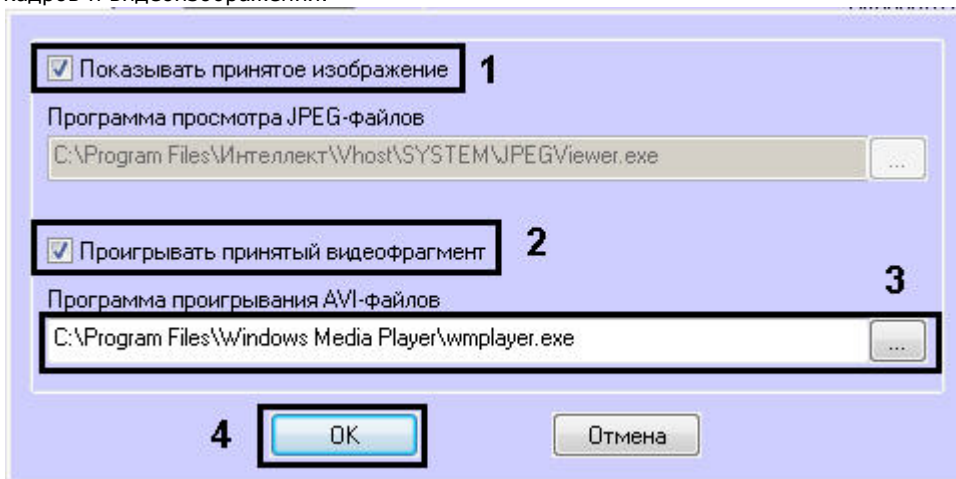 Показывать принятое изображение 1
Программа просмотра JPEG-файлов
C:\Program Files\Интеллект\Vhost\SYSTEM\JPEGViewer.exe ...
Проигрывать принятый видеофрагмент 2
3
Программа проигрывания AVI-файлов
C:\Program Files\Windows Media Player\wmplayer.exe ...
4 OK Отмена